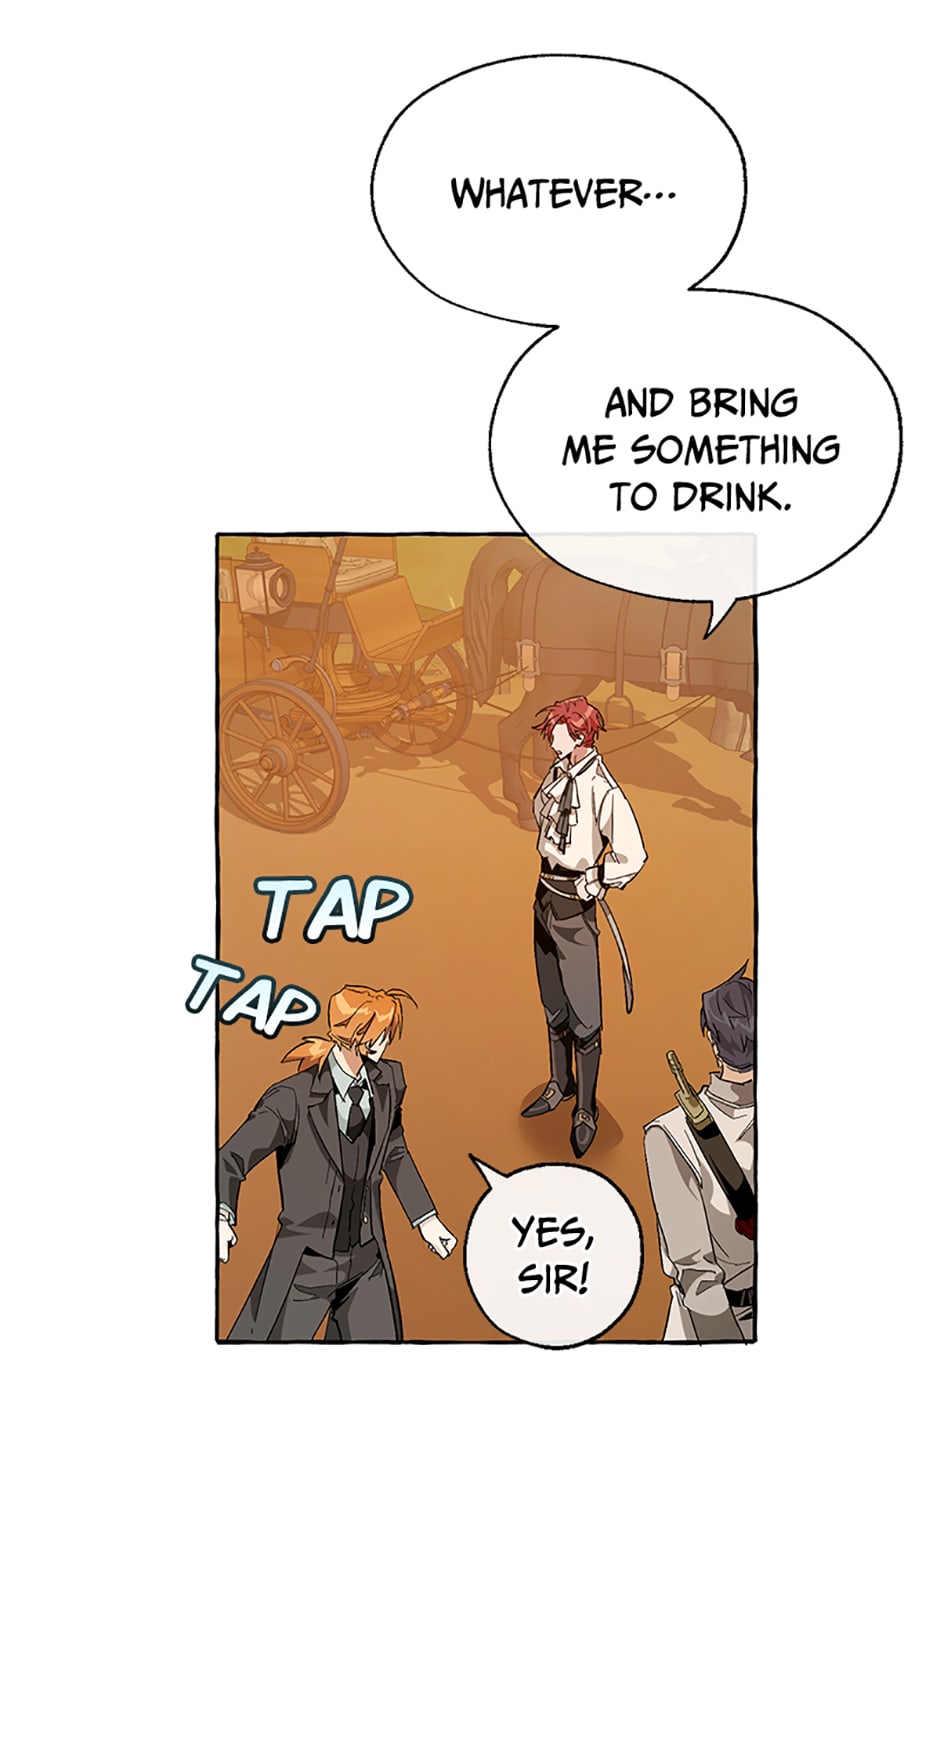 WHATEVER...
AND BRING
ME SOMETHING
TO DRINK.
TAP
TAP
YES,
SIR!